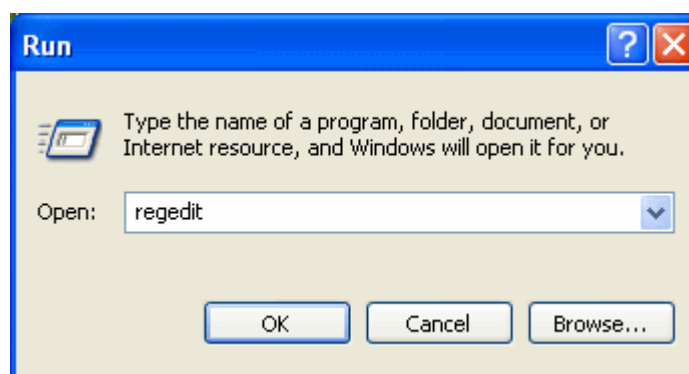 Run
Type the name of a program, folder, document, or
Internet resource, and Windows will open it for you.
Open: regedit
OK Cancel Browse...